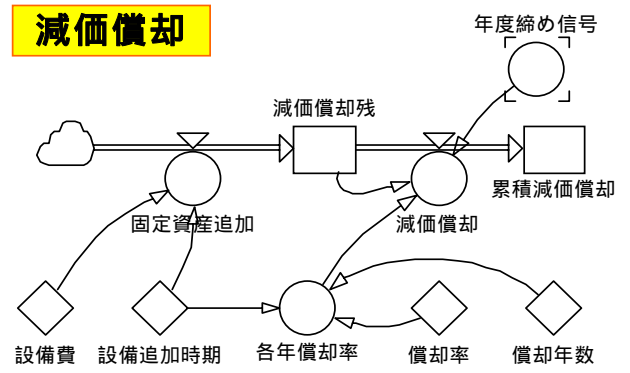 減価償却
年度締め信号
減価償却残
累積減価償却
固定資産追加
減価償却
設備費
設備追加時期
各年償却率
償却率
償却年数